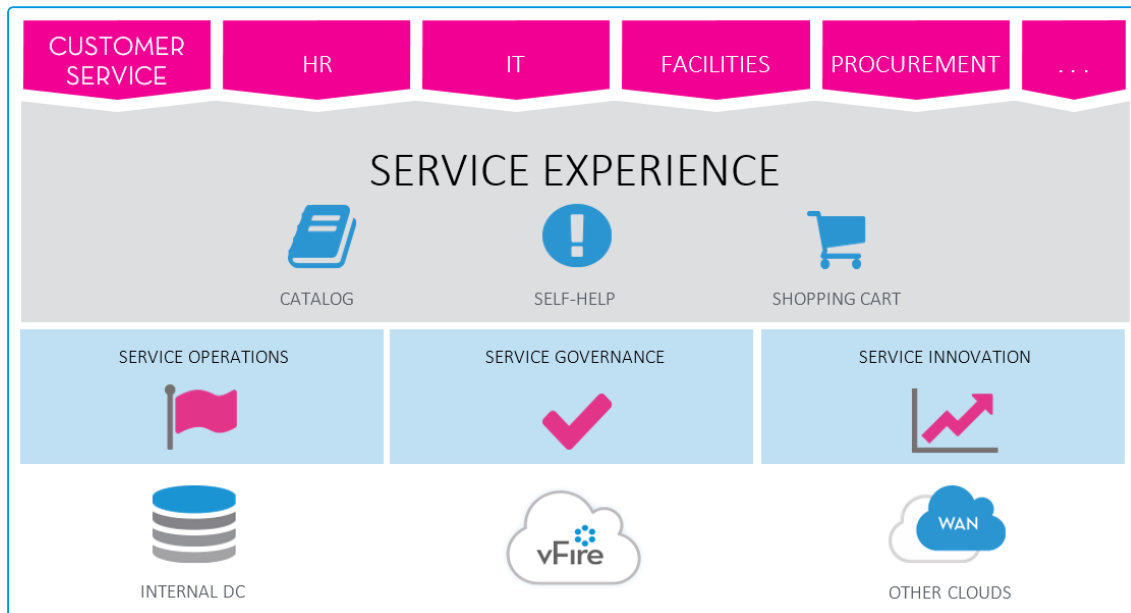 CUSTOMER
SERVICE
HR
IT
FACILITIES
PROCUREMENT
...
SERVICE EXPERIENCE
CATALOG
SELF-HELP
SHOPPING CART
SERVICE OPERATIONS
SERVICE GOVERNANCE
SERVICE INNOVATION
vFire
WAN
INTERNAL DC
OTHER CLOUDS